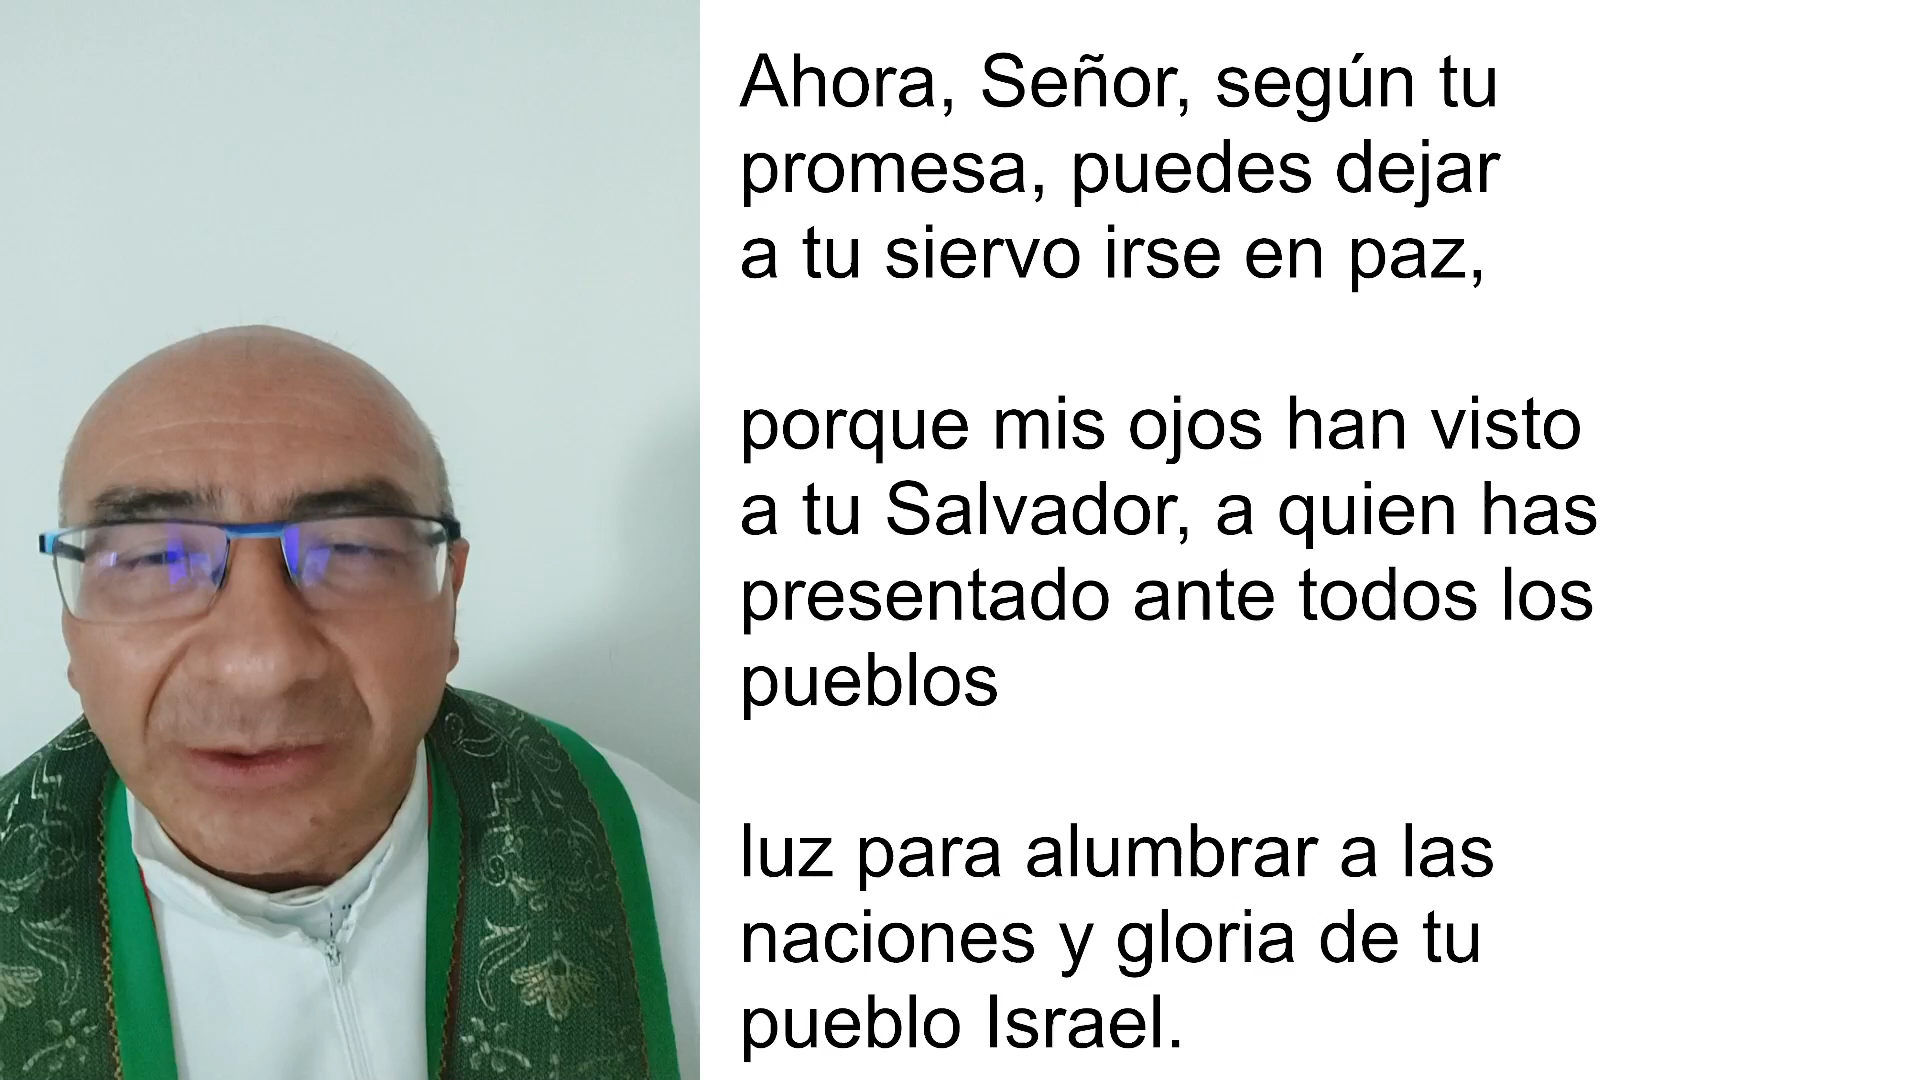 Ahora, Señor, según tu
promesa, puedes dejar
a tu siervo irse en paz,
porque mis ojos han visto
a tu Salvador, a quien has
presentado ante todos los
pueblos
luz para alumbrar a las
naciones y gloria de tu
pueblo Israel.